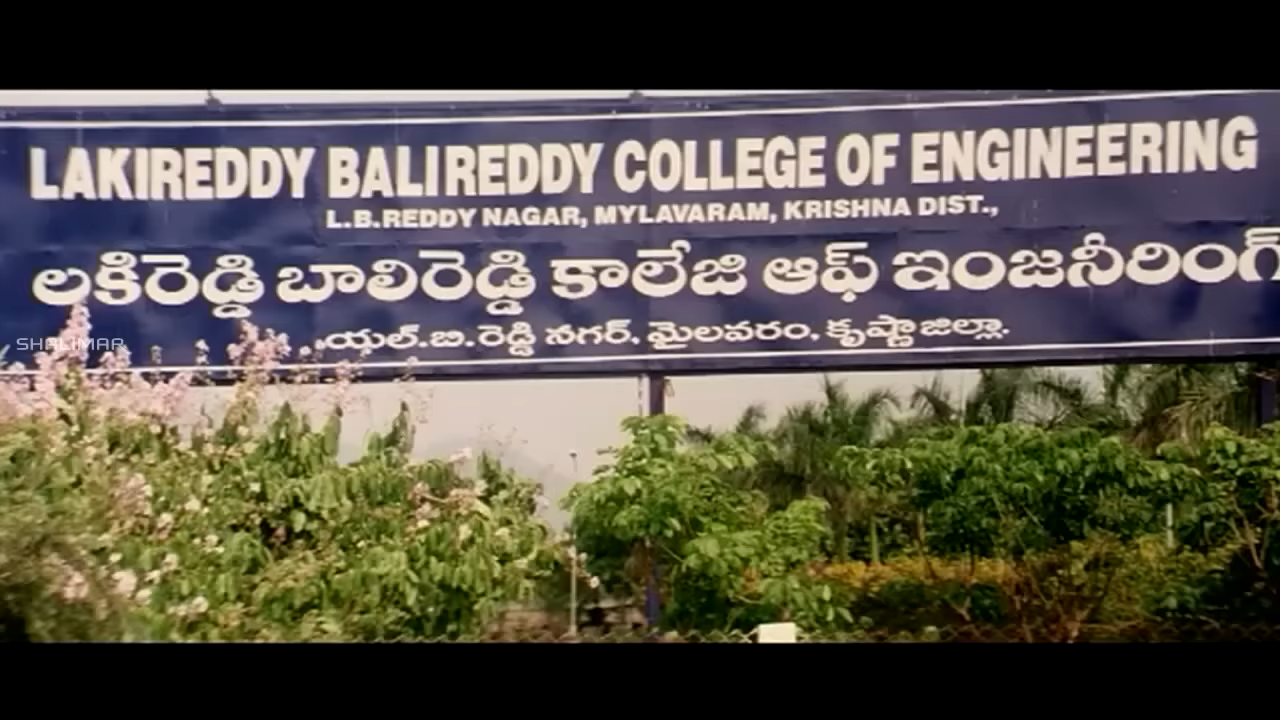 LAKIREDDY BALIREDDY COLLEGE OF ENGINEERING
L.B.REDDY NAGAR, MYLAVARAM, KRISHNA DIST.,
లకిరెడ్డి బాలిరెడ్డి కాలేజి ఆఫ్ ఇంజనీరింగ్
యల్.బి.రెడ్డి నగర్, మైలవరం, కృష్ణాజిల్లా.
SHALIMAR